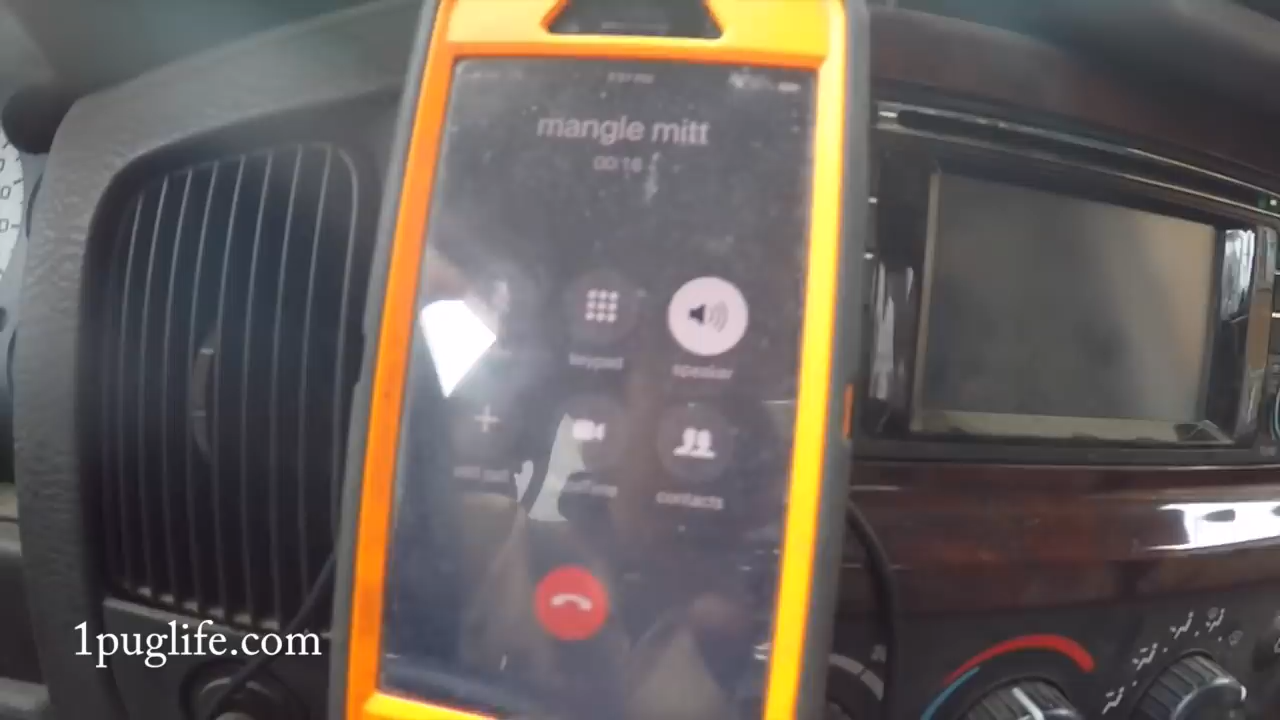 mangle mitt
00:16
keypad
speaker
contacts
1puglife.com